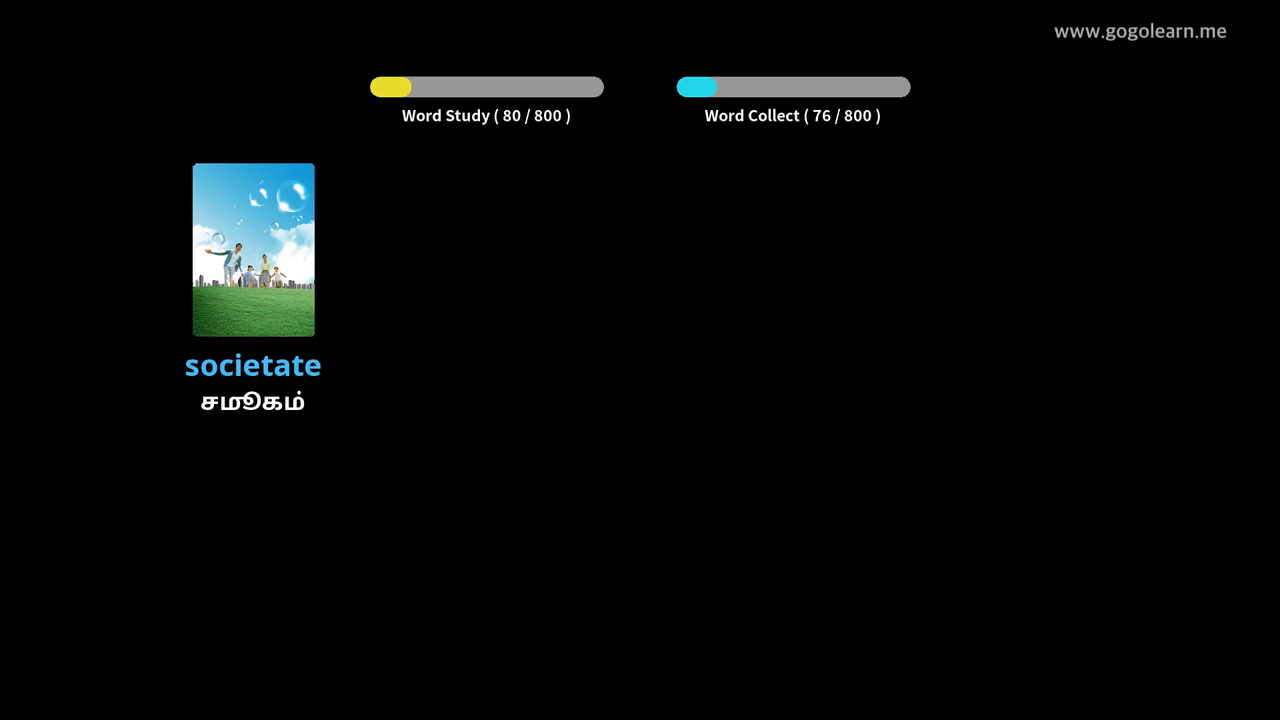 www.gogolearn.me
Word Study ( 80 / 800 )
Word Collect ( 76 / 800 )
societate
சமூகம்